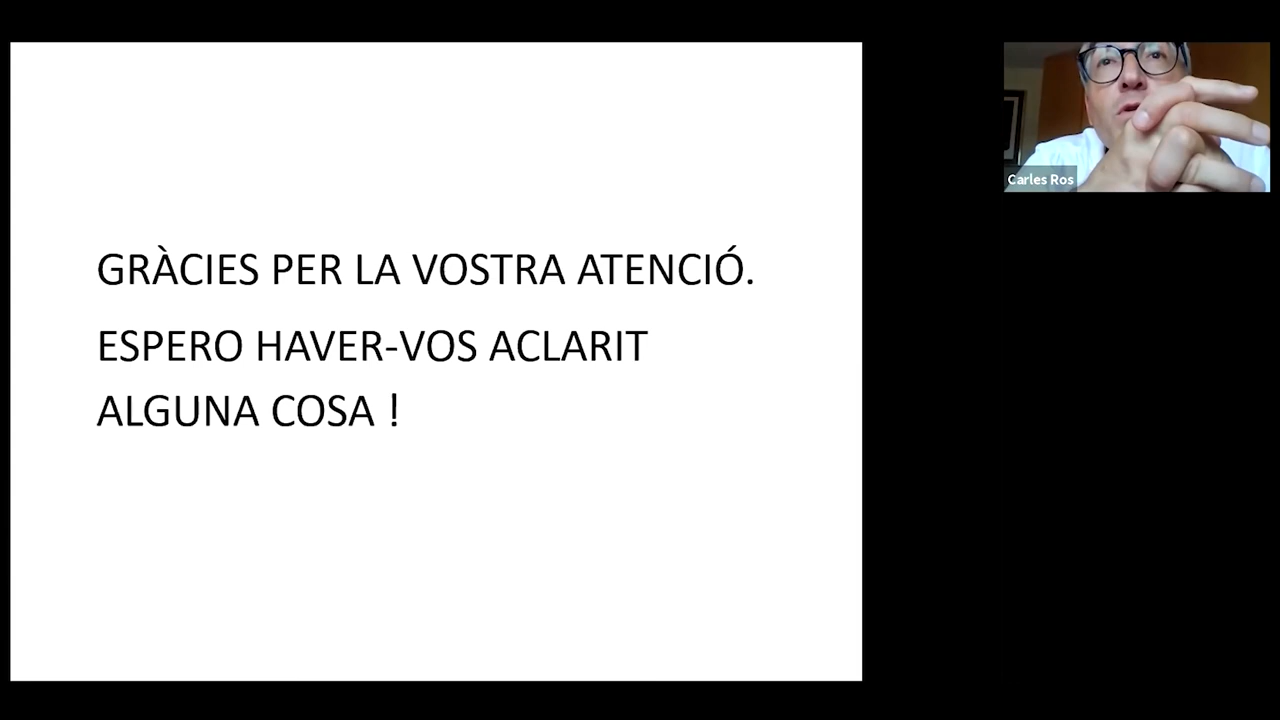 GRÀCIES PER LA VOSTRA ATENCIÓ.
ESPERO HAVER-VOS ACLARIT
ALGUNA COSA !
Carles Ros